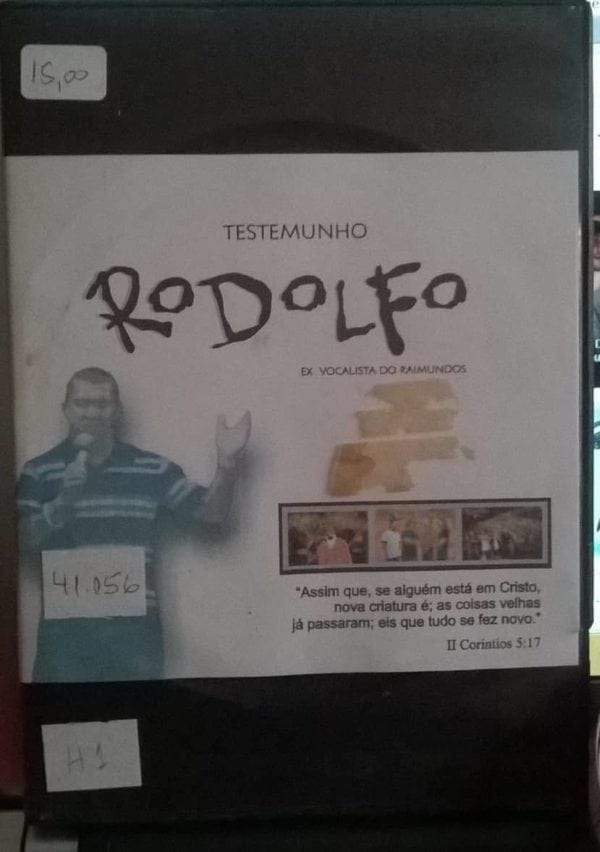 15,00
TESTEMUNHO
RODOLFO
EX VOCALISTA DO RAIMUNDOS
41.056
"Assim que, se alguém está em Cristo,
nova criatura é; as coisas velhas
já passaram; eis que tudo se fez novo."
II Coríntios 5:17
H1